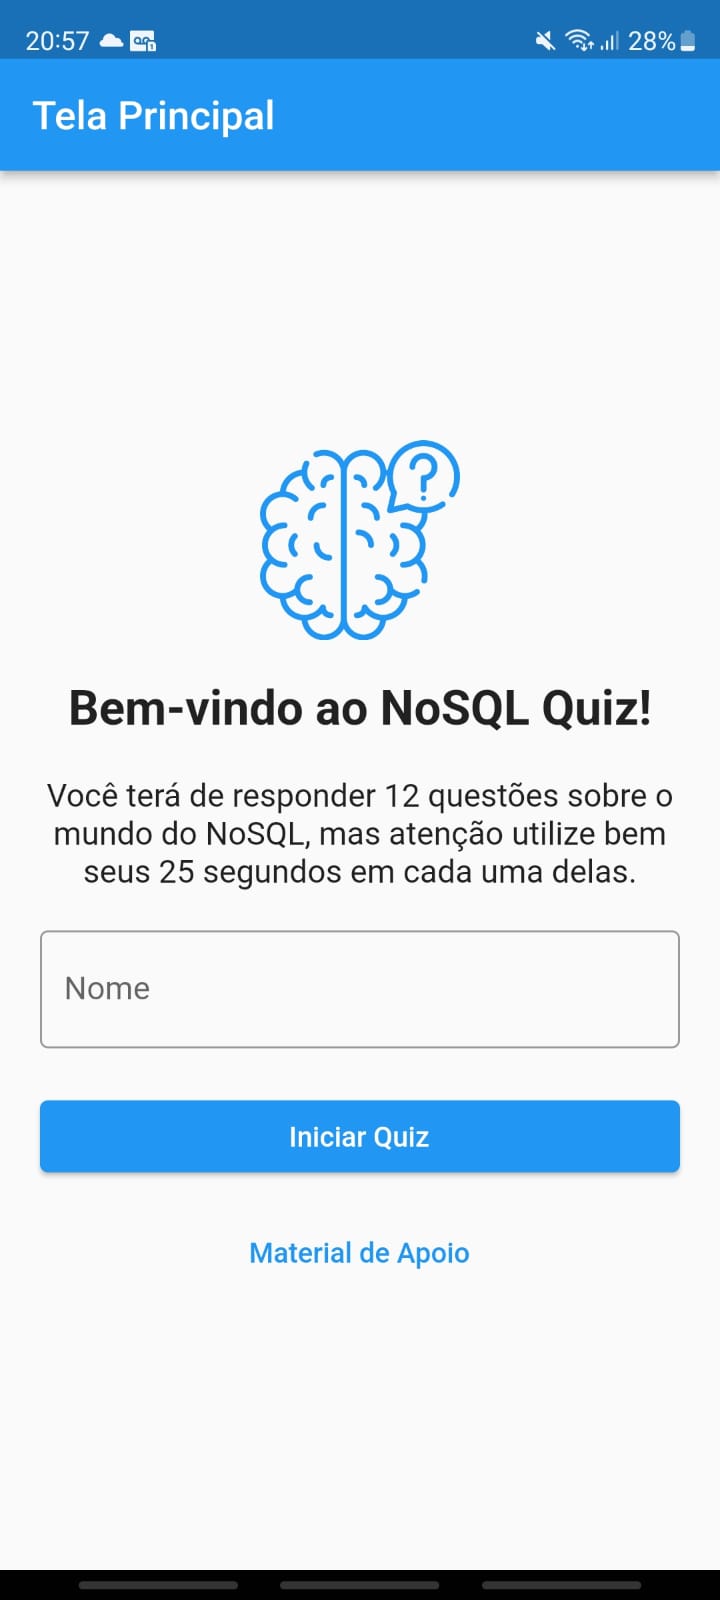 20:57
28%
Tela Principal
?
Bem-vindo ao NoSQL Quiz!
Você terá de responder 12 questões sobre o
mundo do NoSQL, mas atenção utilize bem
seus 25 segundos em cada uma delas.
Nome
Iniciar Quiz
Material de Apoio